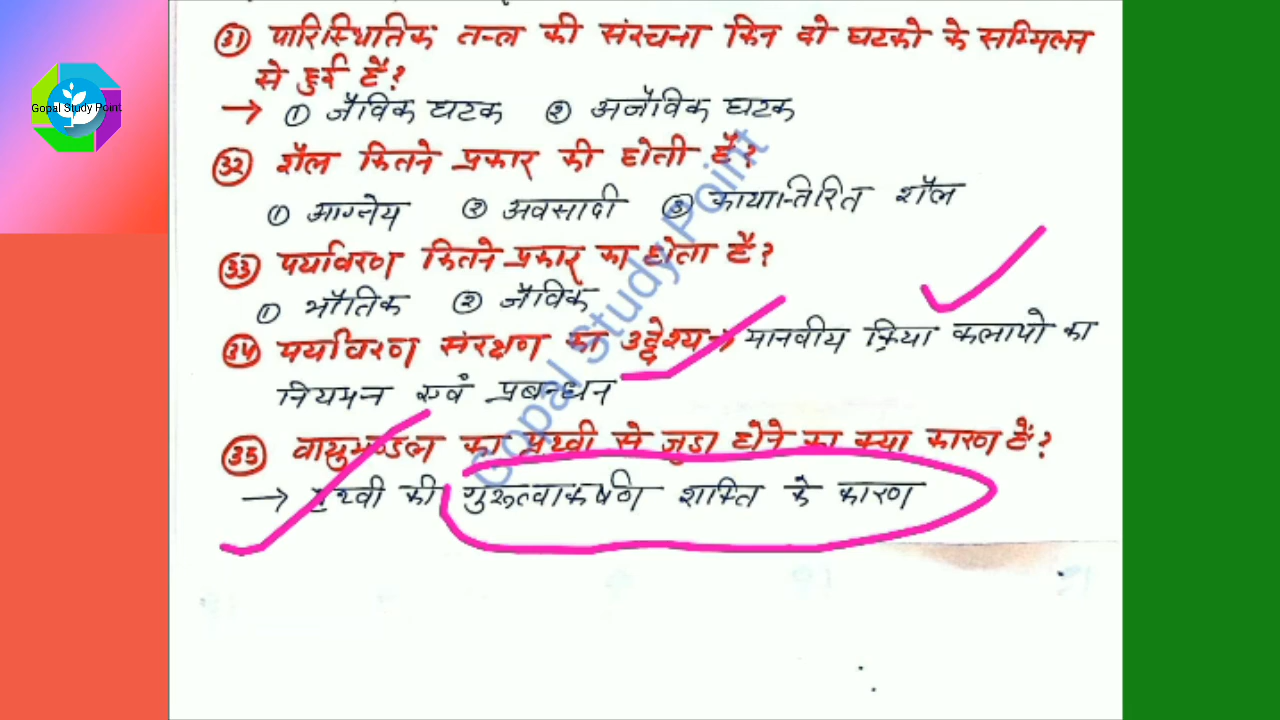 Gopal Study Point
31 पारिस्थितिक तन्त्र की संरचना किन दो घटको के सम्मिलन
से हुई है?
→ ① जैविक घटक ② अजैविक घटक
32 शैल कितने प्रकार की होती है?
① आग्नेय ② अवसादी ③ कायान्तिरित शैल
33 पर्यावरण कितने प्रकार का होता है?
① भौतिक ② जैविक
34 पर्यावरण संरक्षण का उद्देश्य → मानवीय क्रिया कलापो का
नियमन एवं प्रबन्धन
35 वायुमण्डल का पृथ्वी से जुडा होने का क्या कारण हैं?
→ पृथ्वी की गुरूत्वाकर्षण शक्ति के कारण
Gopal Study Point